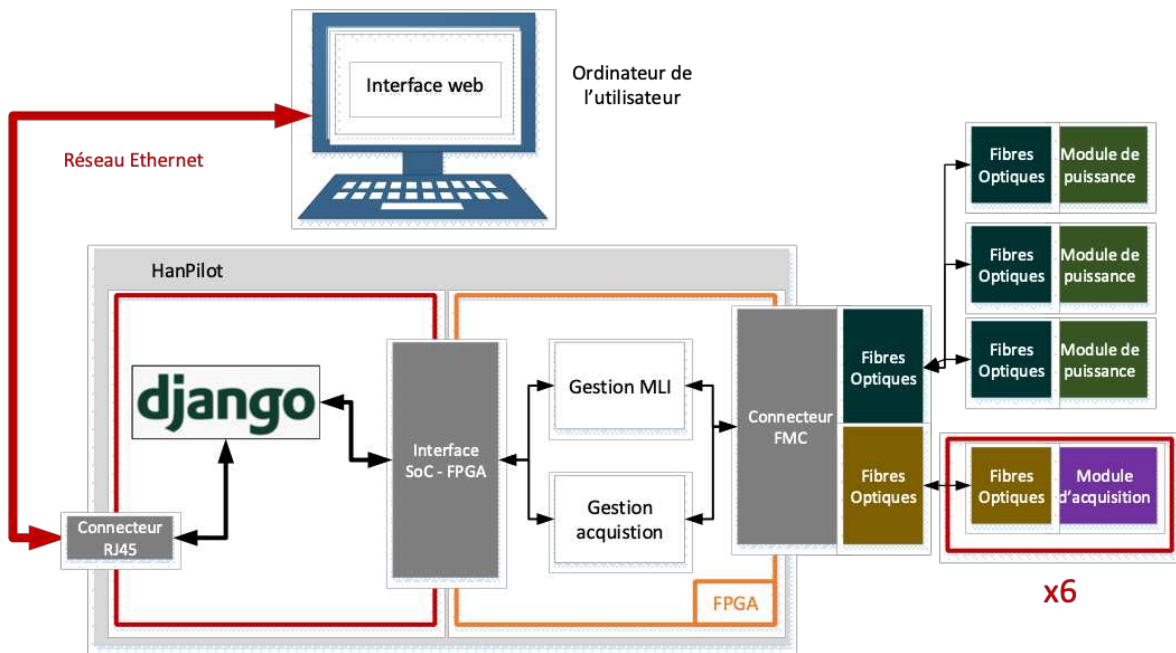 Interface web
Ordinateur de
l'utilisateur
Réseau Ethernet
Fibres
Optiques
Module de
puissance
Fibres
Optiques
Module de
puissance
Fibres
Optiques
Module de
puissance
HanPilot
django
Connecteur
RJ45
Interface
SoC - FPGA
Gestion MLI
Gestion
acquistion
FPGA
Connecteur
FMC
Fibres
Optiques
Fibres
Optiques
Fibres
Optiques
Module
d'acquisition
x6